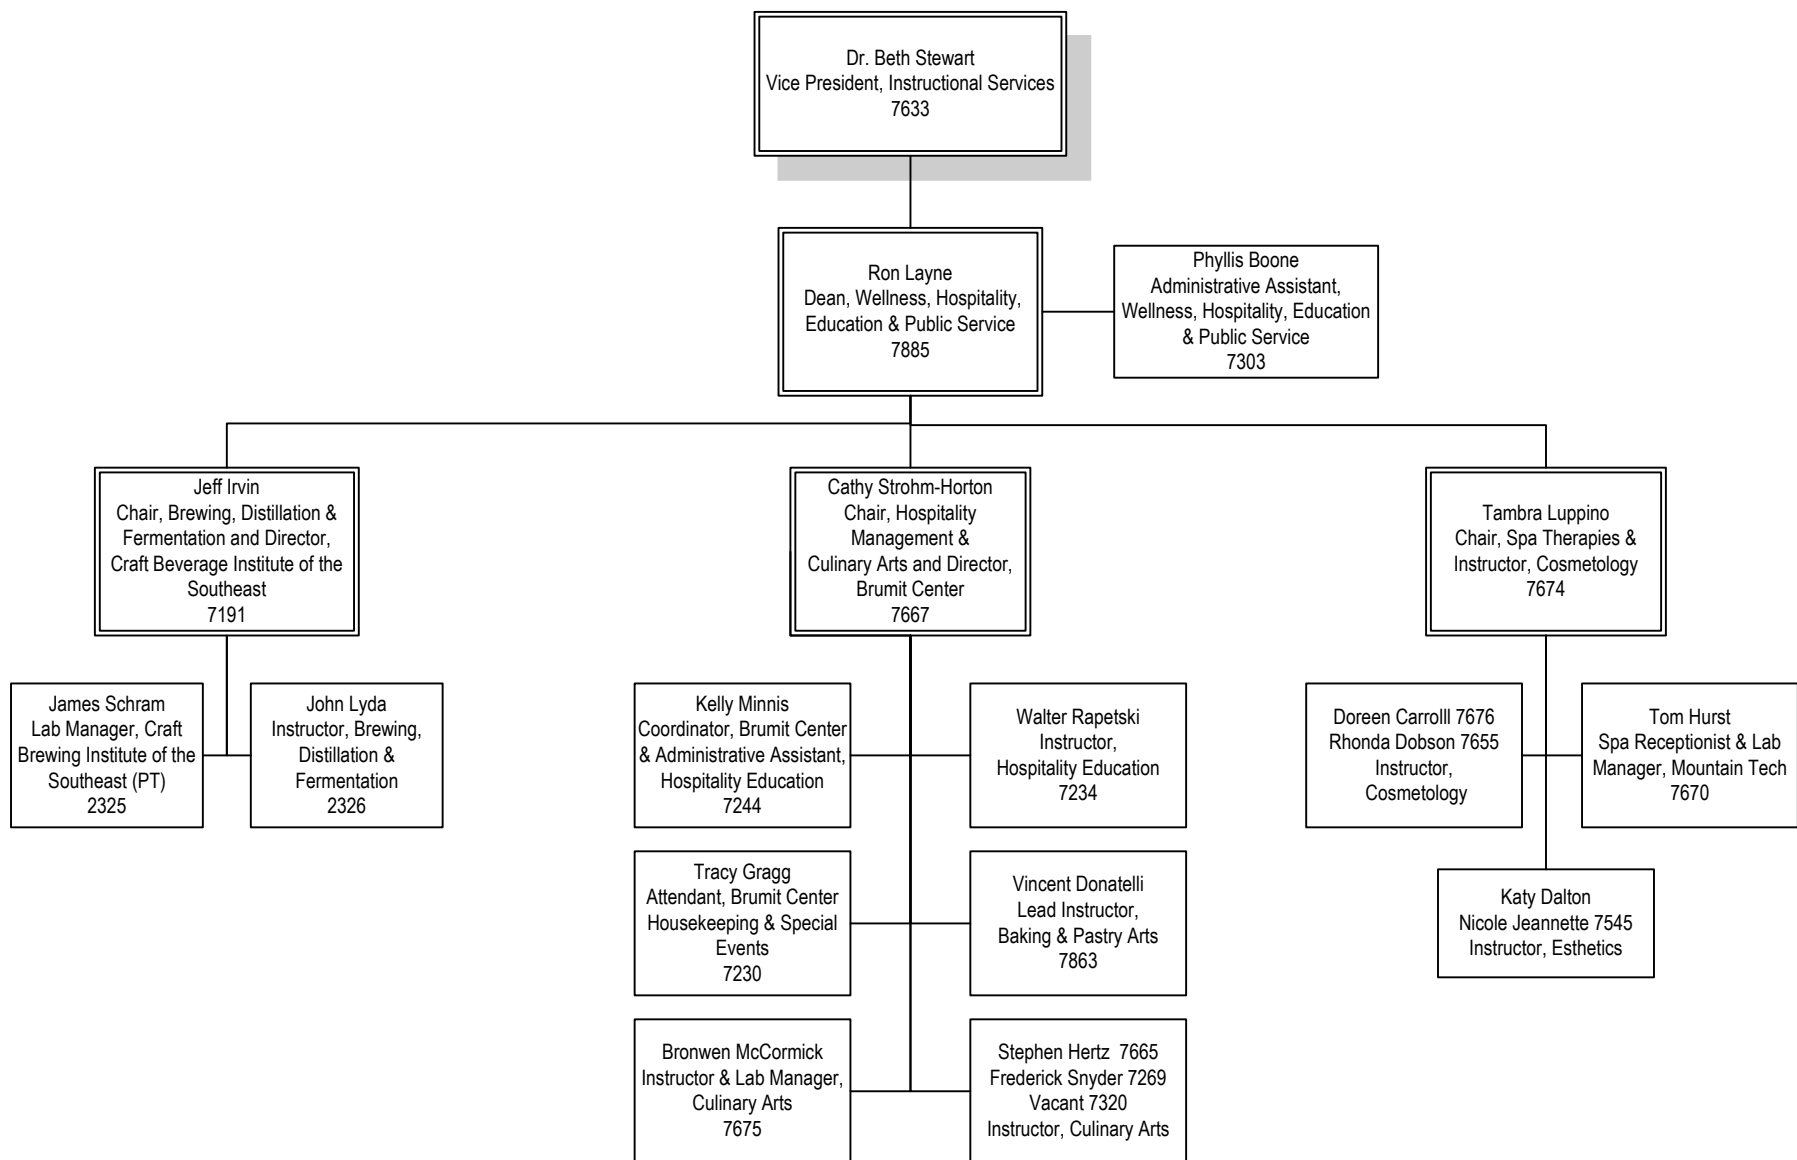 Dr. Beth Stewart
Vice President, Instructional Services
7633
Ron Layne
Dean, Wellness, Hospitality,
Education & Public Service
7885
Phyllis Boone
Administrative Assistant,
Wellness, Hospitality, Education
& Public Service
7303
Jeff Irvin
Chair, Brewing, Distillation &
Fermentation and Director,
Craft Beverage Institute of the
Southeast
7191
Cathy Strohm-Horton
Chair, Hospitality
Management &
Culinary Arts and Director,
Brumit Center
7667
Tambra Luppino
Chair, Spa Therapies &
Instructor, Cosmetology
7674
James Schram
Lab Manager, Craft
Brewing Institute of the
Southeast (PT)
2325
John Lyda
Instructor, Brewing,
Distillation &
Fermentation
2326
Kelly Minnis
Coordinator, Brumit Center
& Administrative Assistant,
Hospitality Education
7244
Walter Rapetski
Instructor,
Hospitality Education
7234
Doreen Carrolll 7676
Rhonda Dobson 7655
Instructor,
Cosmetology
Tom Hurst
Spa Receptionist & Lab
Manager, Mountain Tech
7670
Tracy Gragg
Attendant, Brumit Center
Housekeeping & Special
Events
7230
Vincent Donatelli
Lead Instructor,
Baking & Pastry Arts
7863
Katy Dalton
Nicole Jeannette 7545
Instructor, Esthetics
Bronwen McCormick
Instructor & Lab Manager,
Culinary Arts
7675
Stephen Hertz  7665
Frederick Snyder 7269
Vacant 7320
Instructor, Culinary Arts